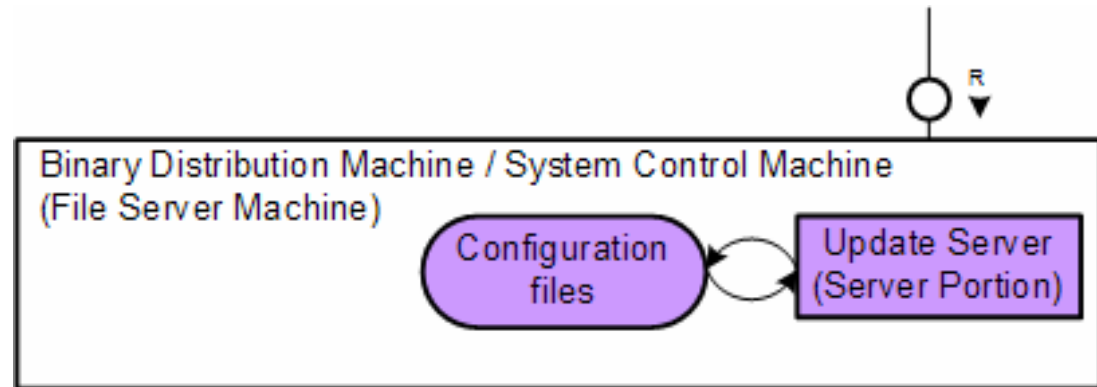 R
Binary Distribution Machine / System Control Machine
(File Server Machine)
Configuration
files
Update Server
(Server Portion)